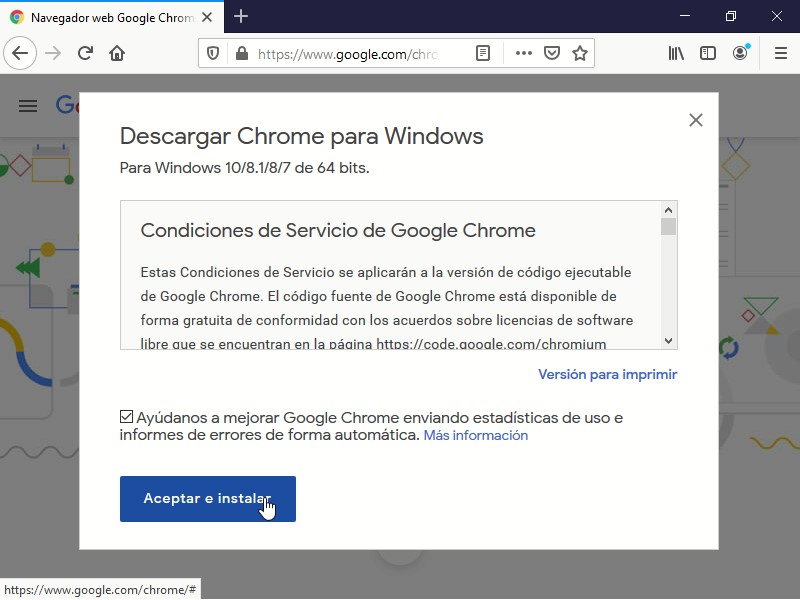 Navegador web Google Chrom
https://www.google.com/chro
Go
Descargar Chrome para Windows
Para Windows 10/8.1/8/7 de 64 bits.
Condiciones de Servicio de Google Chrome
Estas Condiciones de Servicio se aplicarán a la versión de código ejecutable
de Google Chrome. El código fuente de Google Chrome está disponible de
forma gratuita de conformidad con los acuerdos sobre licencias de software
libre que se encuentran en la página https://code.google.com/chromium
Versión para imprimir
Ayúdanos a mejorar Google Chrome enviando estadísticas de uso e
informes de errores de forma automática. Más información
Aceptar e instalar
https://www.google.com/chrome/#